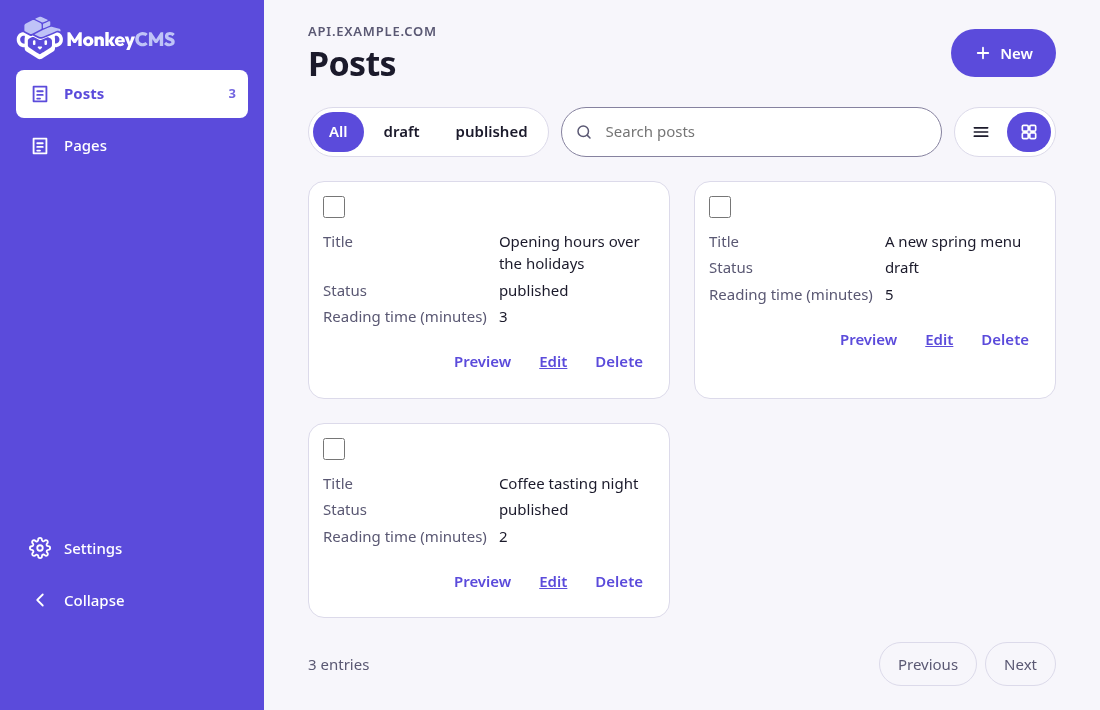 MonkeyCMS
Posts 3
Pages
Settings
Collapse
API.EXAMPLE.COM
Posts
New
All draft published
Search posts
Title Opening hours over
the holidays
Status published
Reading time (minutes) 3
Preview Edit Delete
Title A new spring menu
Status draft
Reading time (minutes) 5
Preview Edit Delete
Title Coffee tasting night
Status published
Reading time (minutes) 2
Preview Edit Delete
3 entries
Previous Next